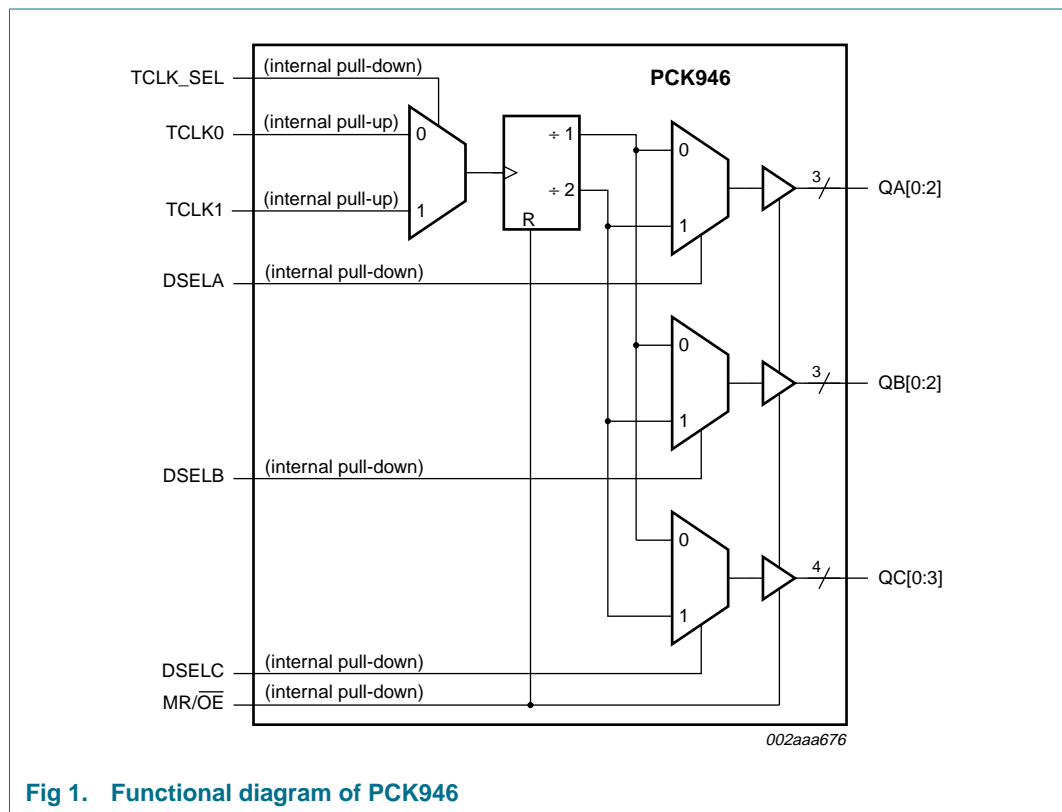 PCK946
TCLK_SEL (internal pull-down)
TCLK0 (internal pull-up) 0
TCLK1 (internal pull-up) 1
÷ 1
÷ 2
R
0
1
3
QA[0:2]
DSELA (internal pull-down)
0
1
3
QB[0:2]
DSELB (internal pull-down)
0
1
4
QC[0:3]
DSELC (internal pull-down)
MR/O̅E̅ (internal pull-down)
002aaa676
Fig 1. Functional diagram of PCK946